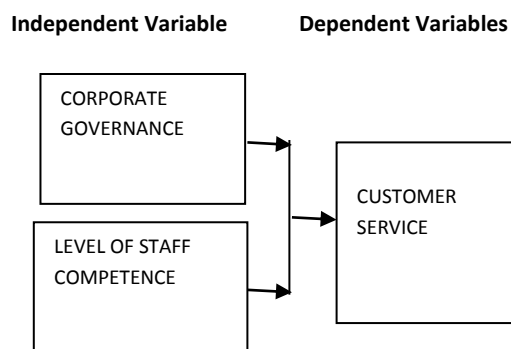 Independent Variable
Dependent Variables
CORPORATE
GOVERNANCE
CUSTOMER
SERVICE
LEVEL OF STAFF
COMPETENCE